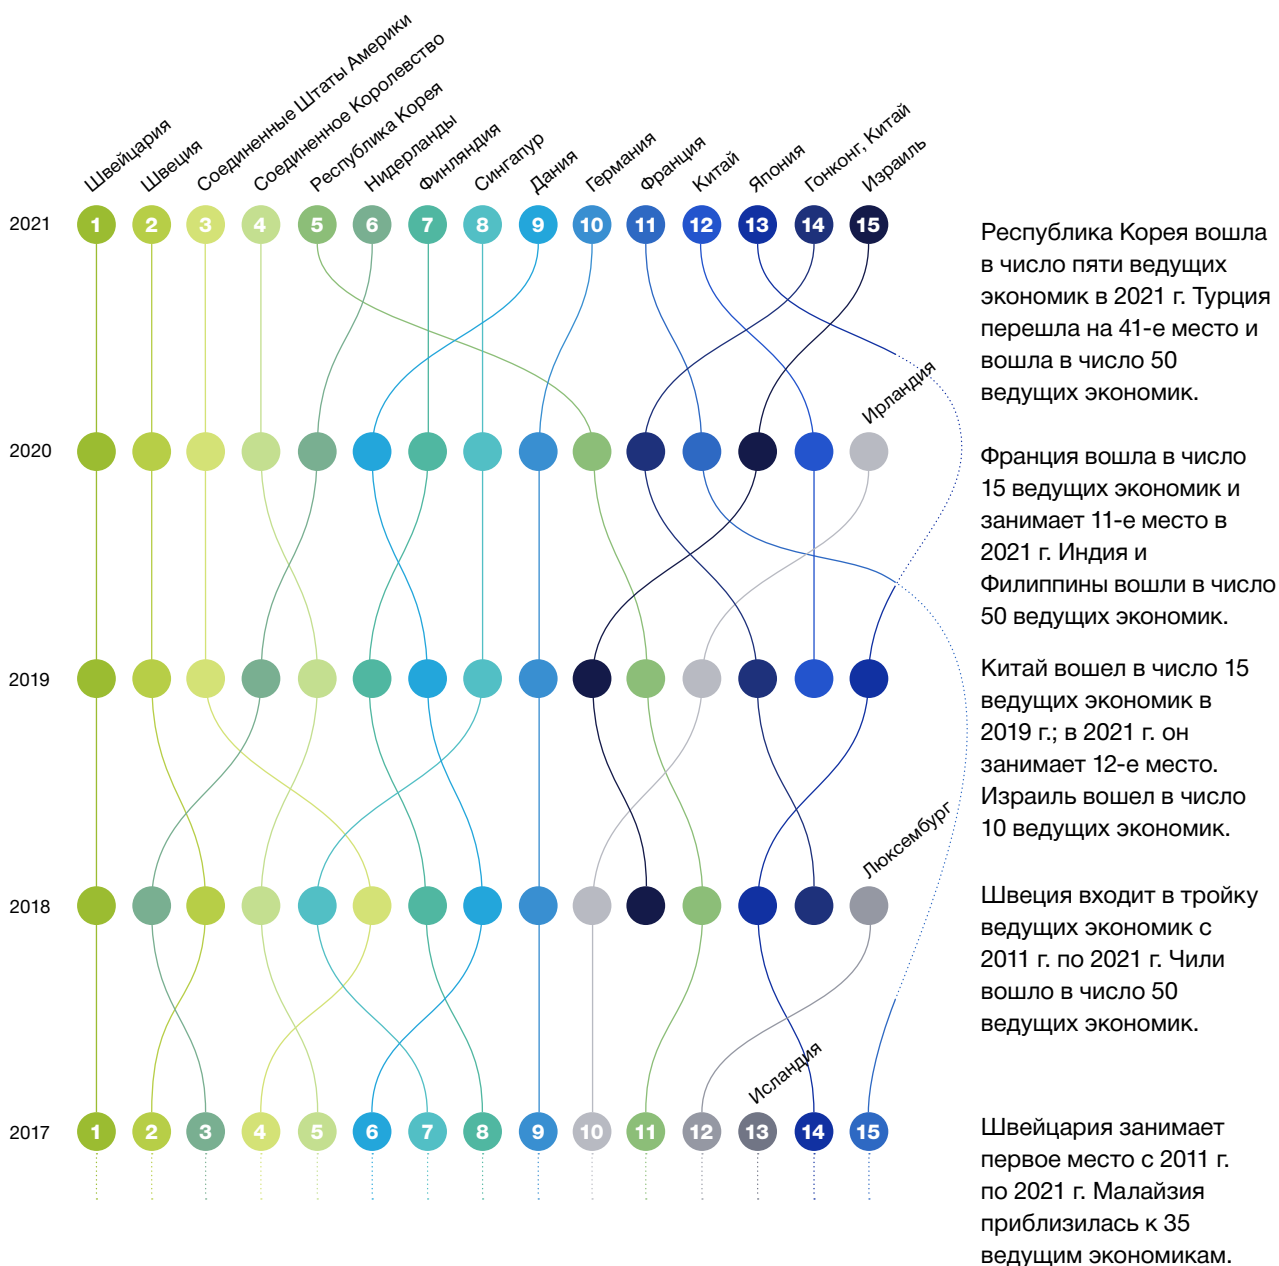 Швейцария
Швеция
Соединенные Штаты Америки
Соединенное Королевство
Республика Корея
Нидерланды
Финляндия
Сингапур
Дания
Германия
Франция
Китай
Япония
Гонконг, Китай
Израиль
2021 1 2 3 4 5 6 7 8 9 10 11 12 13 14 15
Республика Корея вошла
в число пяти ведущих
экономик в 2021 г. Турция
перешла на 41-е место и
вошла в число 50
ведущих экономик.
Ирландия
2020
Франция вошла в число
15 ведущих экономик и
занимает 11-е место в
2021 г. Индия и
Филиппины вошли в число
50 ведущих экономик.
2019
Китай вошел в число 15
ведущих экономик в
2019 г.; в 2021 г. он
занимает 12-е место.
Израиль вошел в число
10 ведущих экономик.
Люксембург
2018
Швеция входит в тройку
ведущих экономик с
2011 г. по 2021 г. Чили
вошло в число 50
ведущих экономик.
Исландия
2017 1 2 3 4 5 6 7 8 9 10 11 12 13 14 15
Швейцария занимает
первое место с 2011 г.
по 2021 г. Малайзия
приблизилась к 35
ведущим экономикам.